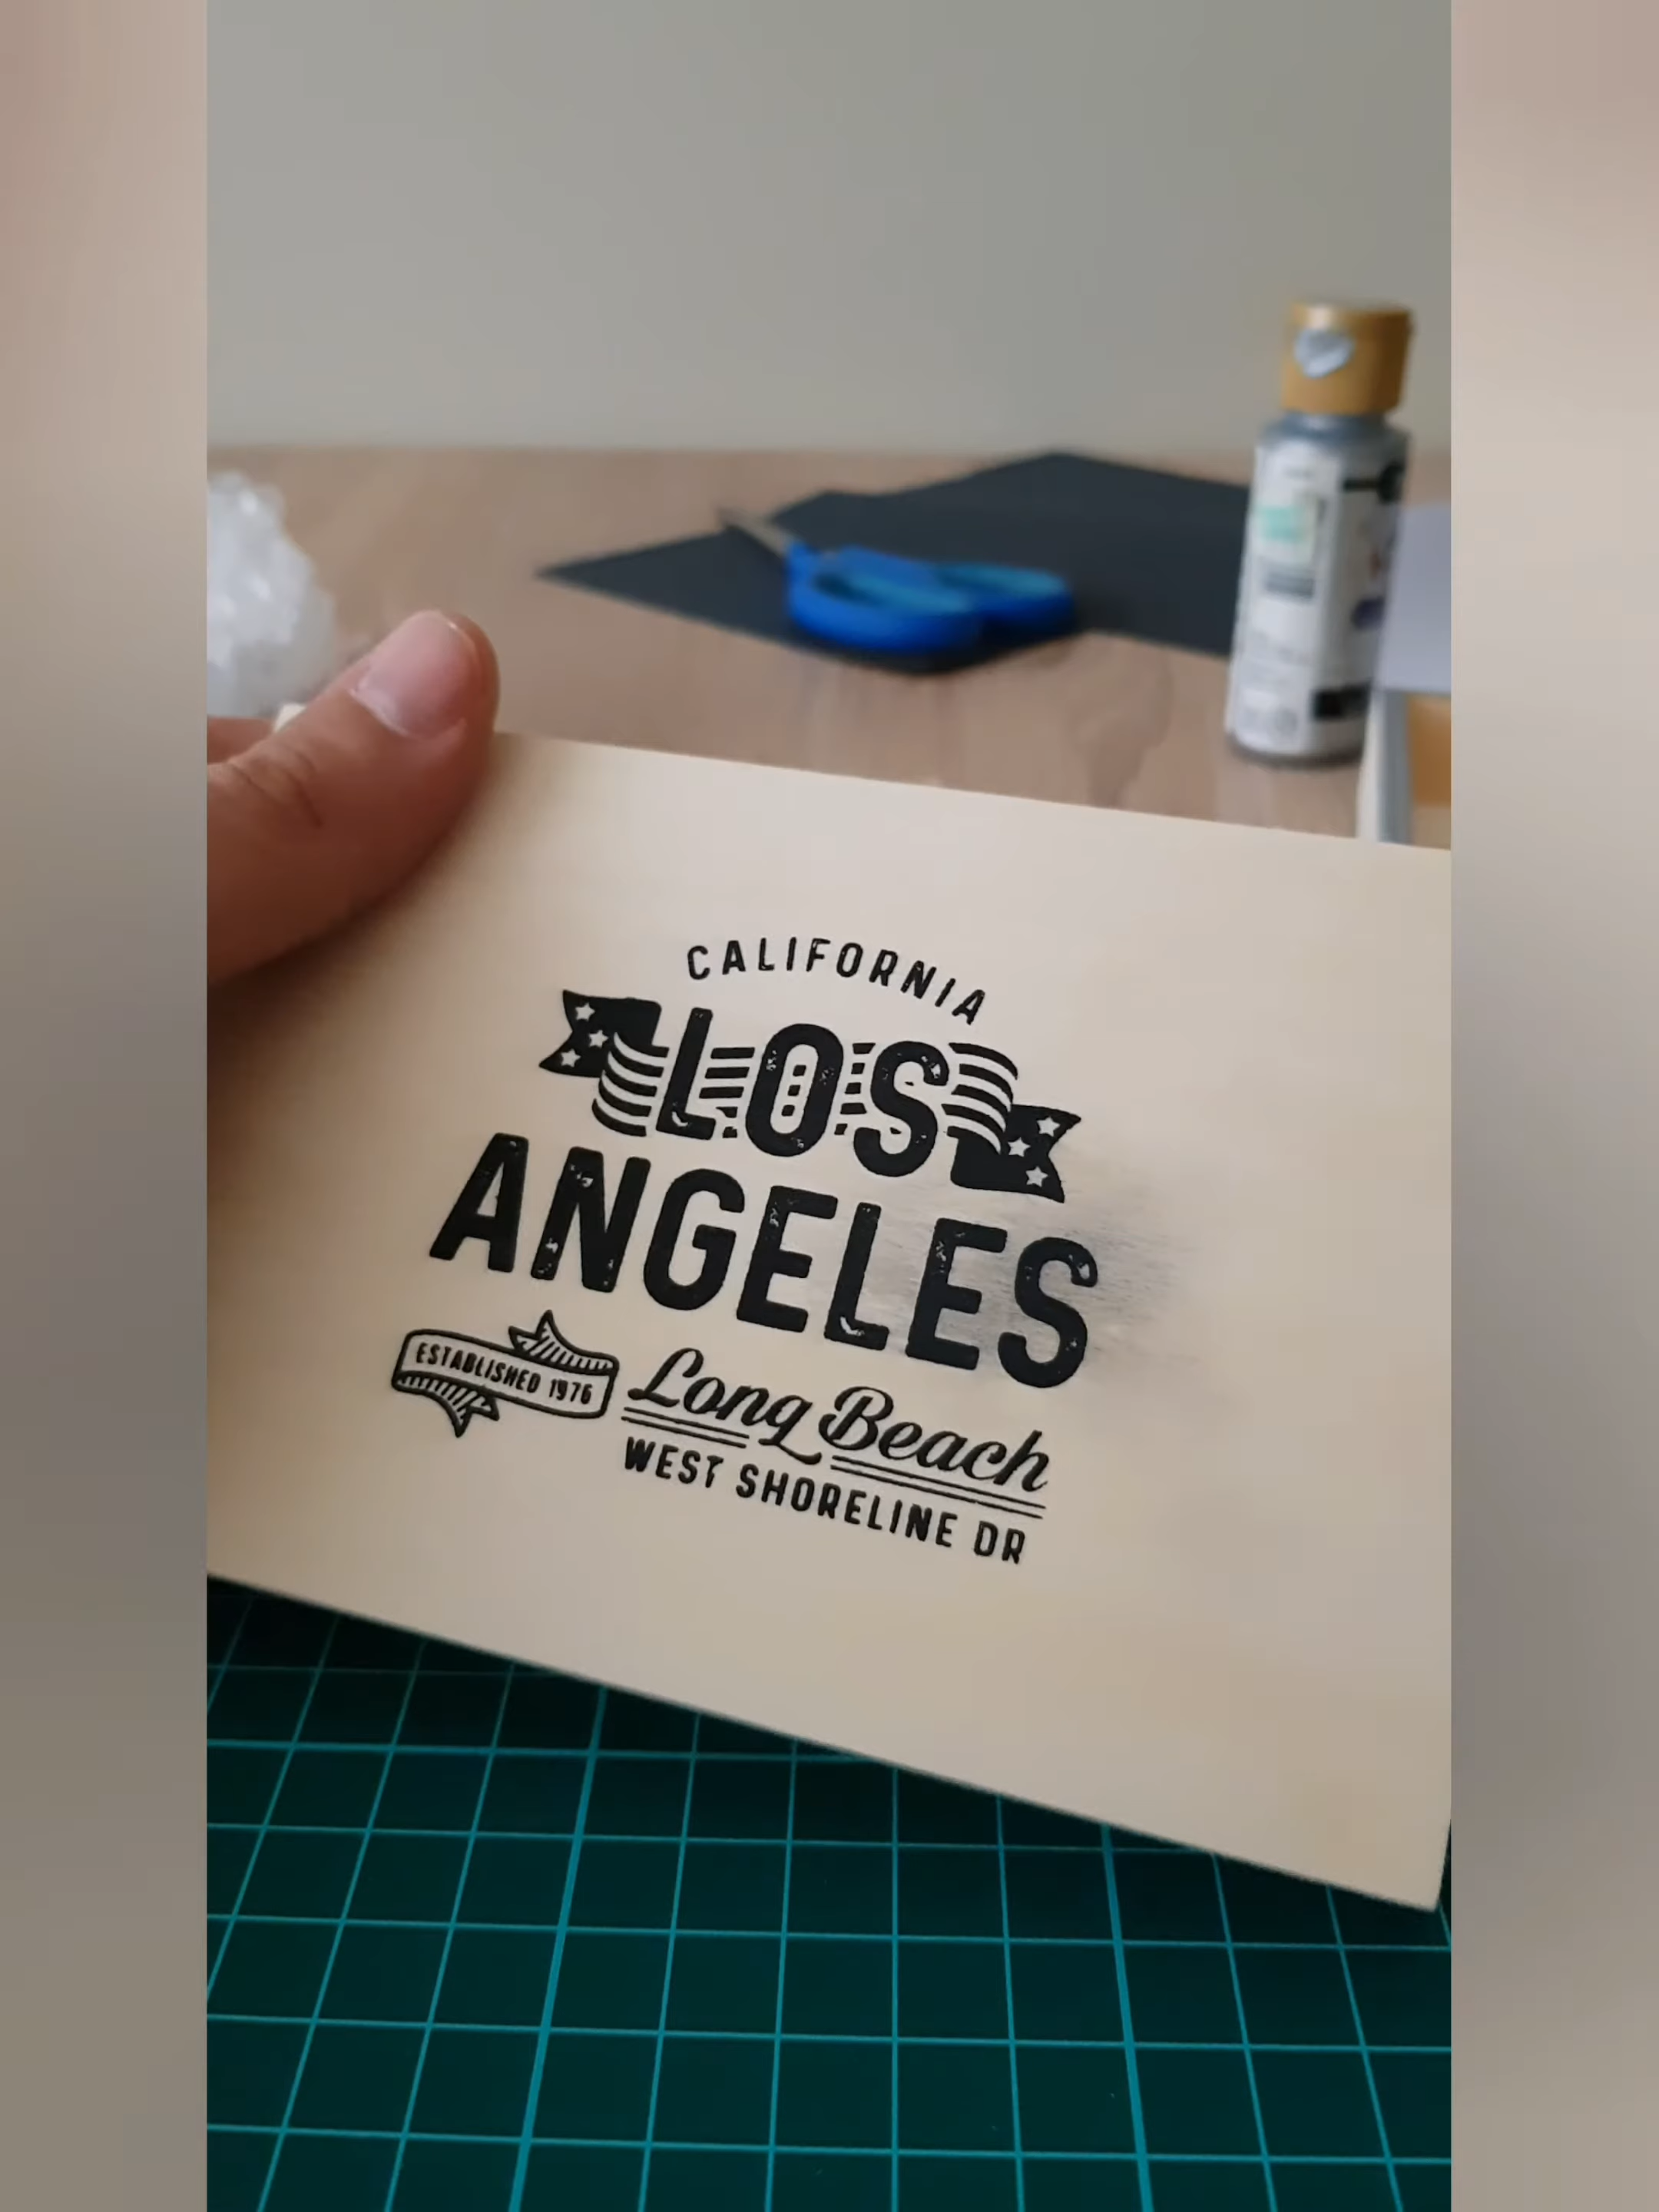 CALIFORNIA
LOS
ANGELES
ESTABLISHED 1976
Long Beach
WEST SHORELINE DR